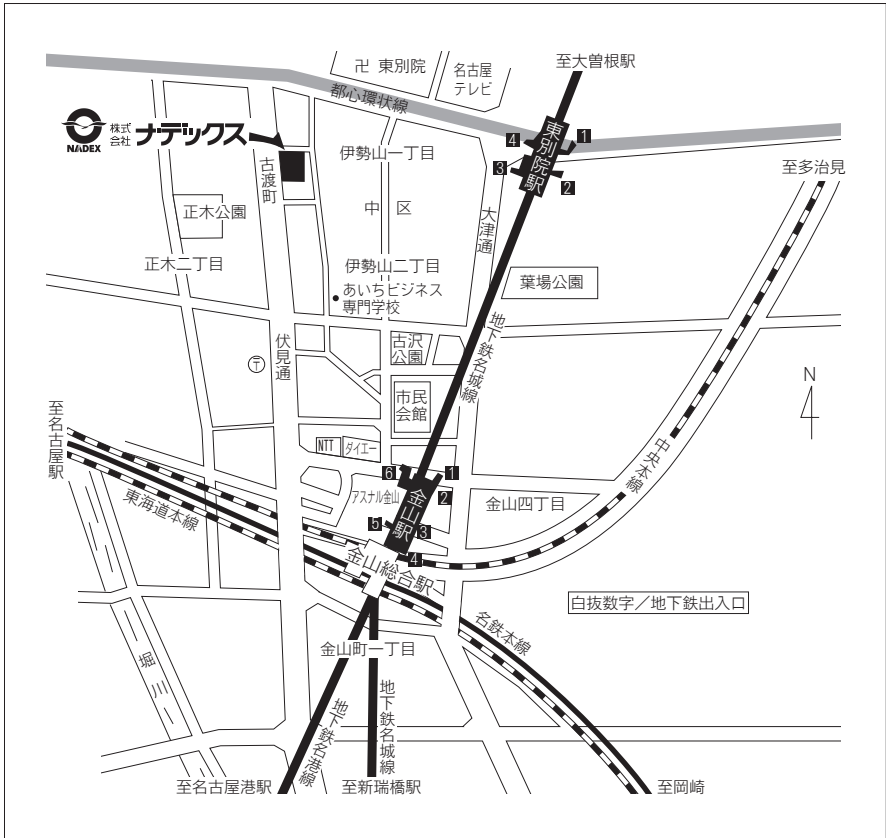 卍 東別院
名古屋
テレビ
至大曽根駅
都心環状線
NADEX
株式
会社
ナデックス
古渡町
伊勢山一丁目
東別院駅
4
1
3
2
至多治見
正木公園
中区
大津通
正木二丁目
伊勢山二丁目
葉場公園
あいちビジネス
専門学校
地下鉄名城線
伏見通
古沢
公園
〒
市民
会館
N
至名古屋駅
NTT
ダイエー
中央本線
6
1
アスナル金山
2
金山駅
金山四丁目
東海道本線
5
3
4
金山総合駅
白抜数字／地下鉄出入口
名鉄本線
堀川
金山町一丁目
地下鉄名港線
地下鉄名城線
至名古屋港駅
至新瑞橋駅
至岡崎